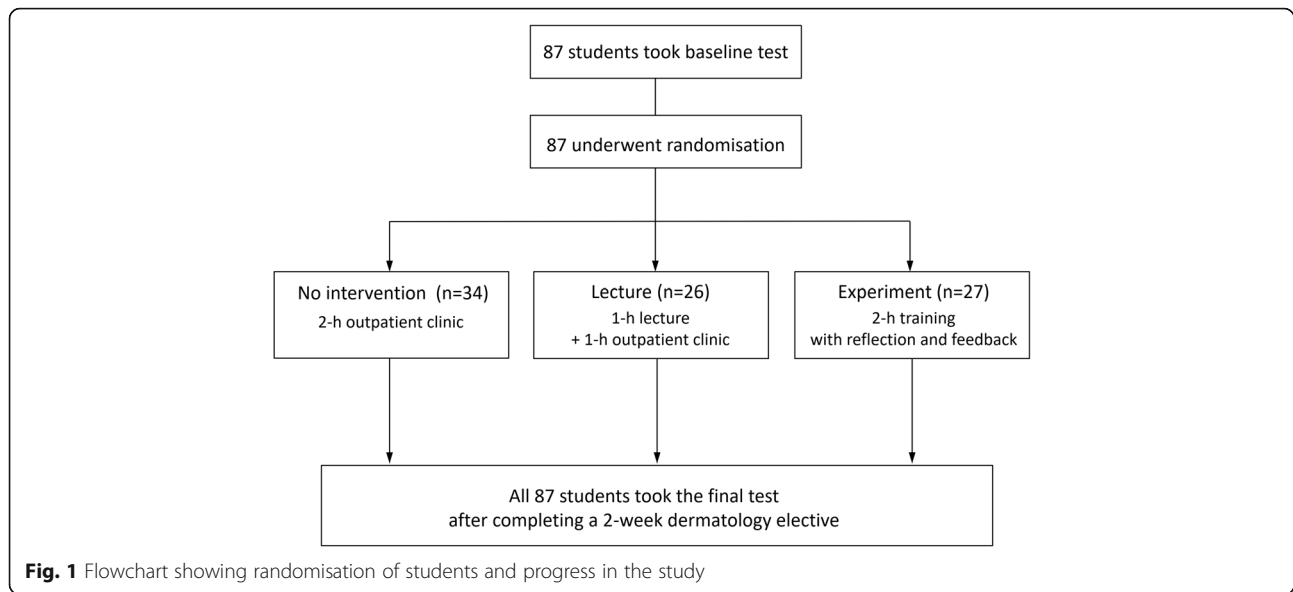 87 students took baseline test
87 underwent randomisation
No intervention (n=34)
2-h outpatient clinic
Lecture (n=26)
1-h lecture
+ 1-h outpatient clinic
Experiment (n=27)
2-h training
with reflection and feedback
All 87 students took the final test
after completing a 2-week dermatology elective
Fig. 1 Flowchart showing randomisation of students and progress in the study